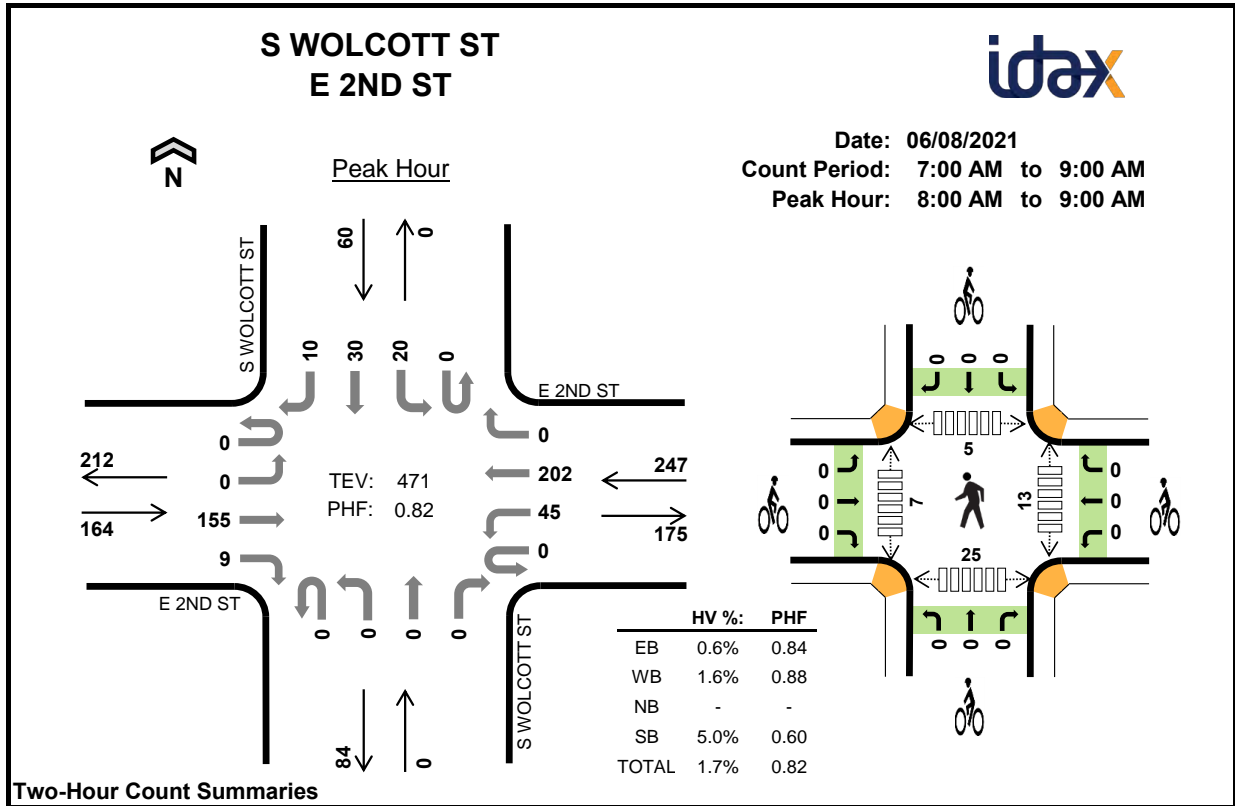 S WOLCOTT ST
E 2ND ST
idax
N
Peak Hour
Date: 06/08/2021
Count Period: 7:00 AM to 9:00 AM
Peak Hour: 8:00 AM to 9:00 AM
60
0
S WOLCOTT ST
10
30
20
0
E 2ND ST
0
0
155
9
212
164
TEV: 471
PHF: 0.82
0
202
45
0
247
175
E 2ND ST
0
0
0
0
S WOLCOTT ST
84
0
0
0
0
5
0
0
0
7
13
0
0
0
25
0
0
0
HV %: PHF
EB 0.6% 0.84
WB 1.6% 0.88
NB - -
SB 5.0% 0.60
TOTAL 1.7% 0.82
Two-Hour Count Summaries